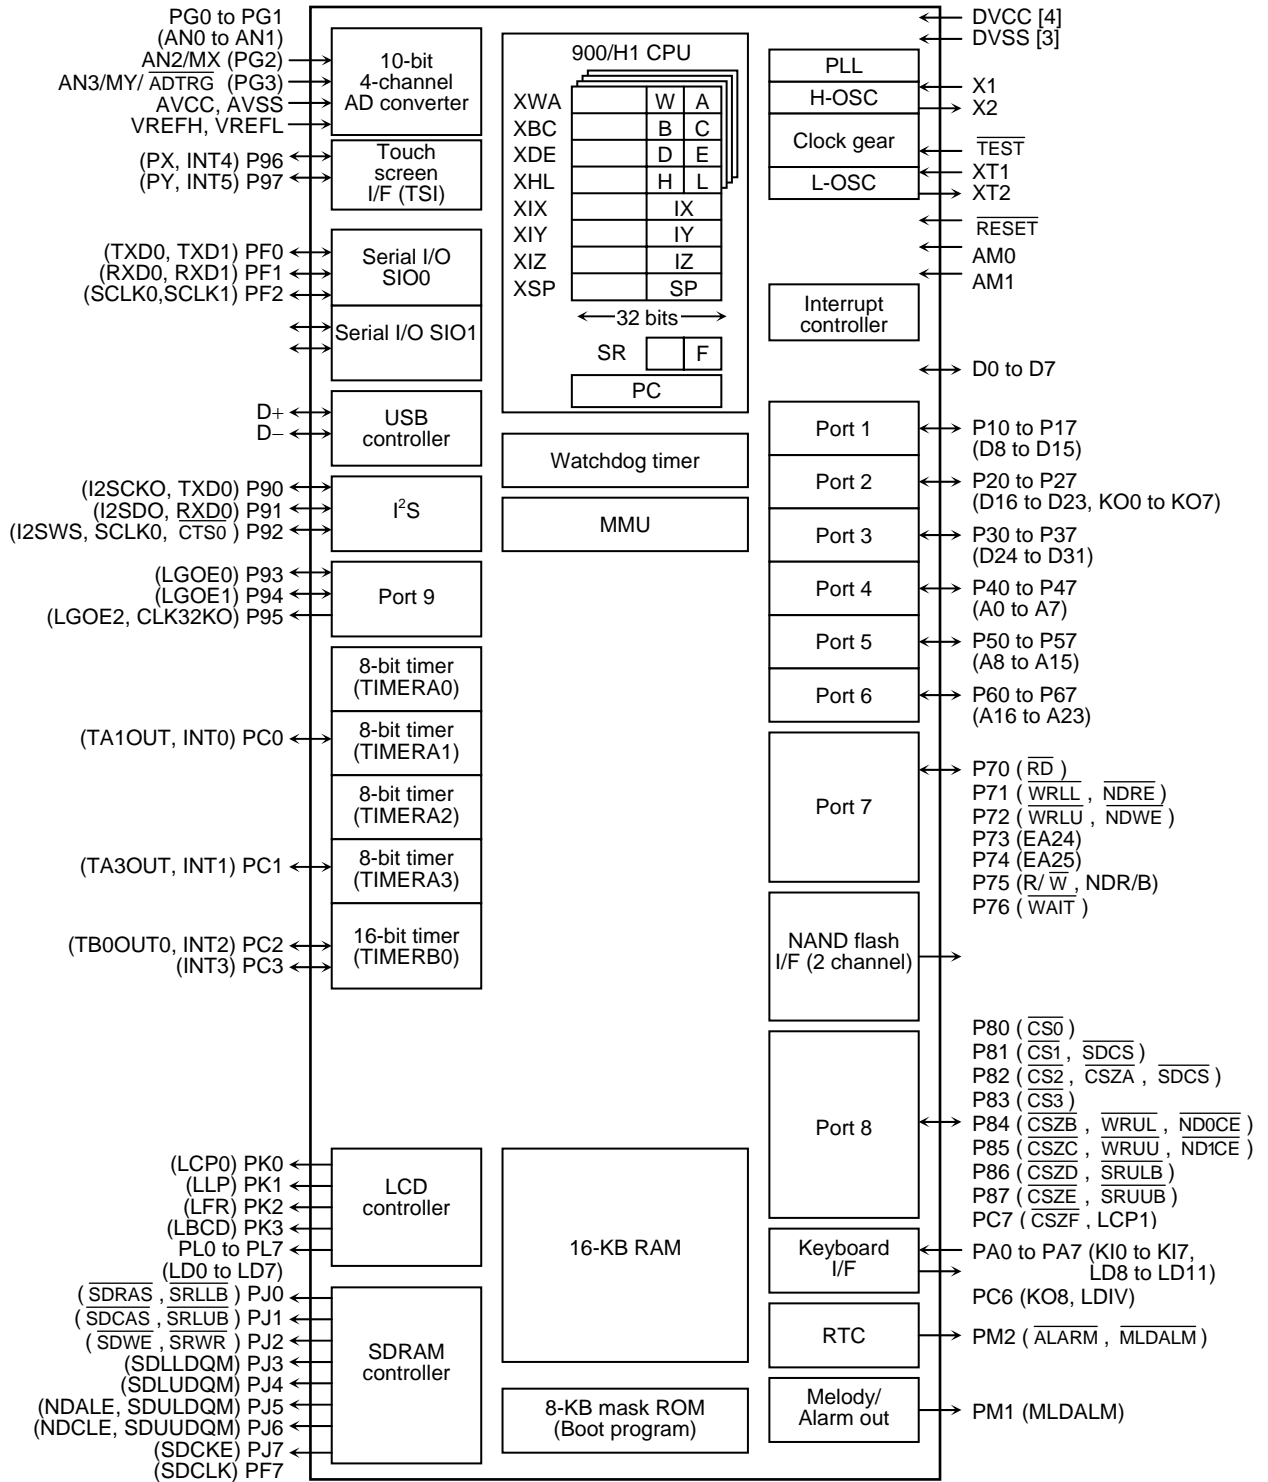 PG0 to PG1
(AN0 to AN1)
AN2/MX (PG2)
AN3/MY/ ADTRG (PG3)
AVCC, AVSS
VREFH, VREFL
10-bit
4-channel
AD converter
(PX, INT4) P96
(PY, INT5) P97
Touch
screen
I/F (TSI)
(TXD0, TXD1) PF0
(RXD0, RXD1) PF1
(SCLK0,SCLK1) PF2
Serial I/O
SIO0
Serial I/O SIO1
D+
D−
USB
controller
(I2SCKO, TXD0) P90
(I2SDO, RXD0) P91
(I2SWS, SCLK0, CTS0 ) P92
I²S
(LGOE0) P93
(LGOE1) P94
(LGOE2, CLK32KO) P95
Port 9
8-bit timer
(TIMERA0)
(TA1OUT, INT0) PC0
8-bit timer
(TIMERA1)
8-bit timer
(TIMERA2)
(TA3OUT, INT1) PC1
8-bit timer
(TIMERA3)
(TB0OUT0, INT2) PC2
(INT3) PC3
16-bit timer
(TIMERB0)
(LCP0) PK0
(LLP) PK1
(LFR) PK2
(LBCD) PK3
PL0 to PL7
(LD0 to LD7)
LCD
controller
( SDRAS , SRLLB ) PJ0
( SDCAS , SRLUB ) PJ1
( SDWE , SRWR ) PJ2
(SDLLDQM) PJ3
(SDLUDQM) PJ4
(NDALE, SDULDQM) PJ5
(NDCLE, SDUUDQM) PJ6
(SDCKE) PJ7
(SDCLK) PF7
SDRAM
controller
900/H1 CPU
XWA W A
XBC B C
XDE D E
XHL H L
XIX IX
XIY IY
XIZ IZ
XSP SP
32 bits
SR F
PC
Watchdog timer
MMU
16-KB RAM
8-KB mask ROM
(Boot program)
PLL
H-OSC
Clock gear
L-OSC
Interrupt
controller
Port 1
Port 2
Port 3
Port 4
Port 5
Port 6
Port 7
NAND flash
I/F (2 channel)
Port 8
Keyboard
I/F
RTC
Melody/
Alarm out
DVCC [4]
DVSS [3]
X1
X2
TEST
XT1
XT2
RESET
AM0
AM1
D0 to D7
P10 to P17
(D8 to D15)
P20 to P27
(D16 to D23, KO0 to KO7)
P30 to P37
(D24 to D31)
P40 to P47
(A0 to A7)
P50 to P57
(A8 to A15)
P60 to P67
(A16 to A23)
P70 ( RD )
P71 ( WRLL , NDRE )
P72 ( WRLU , NDWE )
P73 (EA24)
P74 (EA25)
P75 (R/ W , NDR/B)
P76 ( WAIT )
P80 ( CS0 )
P81 ( CS1 , SDCS )
P82 ( CS2 , CSZA , SDCS )
P83 ( CS3 )
P84 ( CSZB , WRUL , ND0CE )
P85 ( CSZC , WRUU , ND1CE )
P86 ( CSZD , SRULB )
P87 ( CSZE , SRUUB )
PC7 ( CSZF , LCP1)
PA0 to PA7 (KI0 to KI7,
LD8 to LD11)
PC6 (KO8, LDIV)
PM2 ( ALARM , MLDALM )
PM1 (MLDALM)